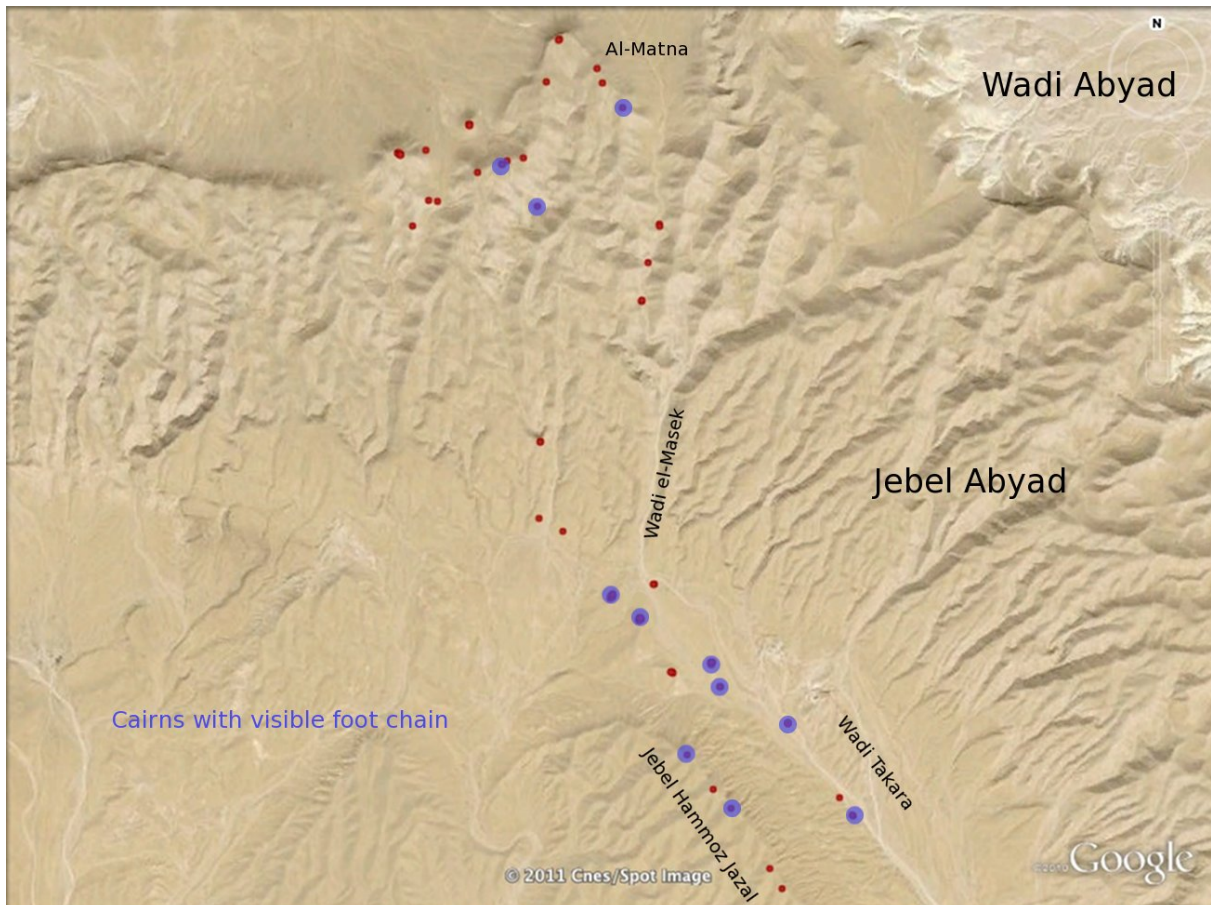 N
Al-Matna
Wadi Abyad
Wadi el-Masek
Jebel Abyad
Cairns with visible foot chain
Wadi Takara
Jebel Hammoz Jazal
© 2011 Cnes/Spot Image
©2010 Google